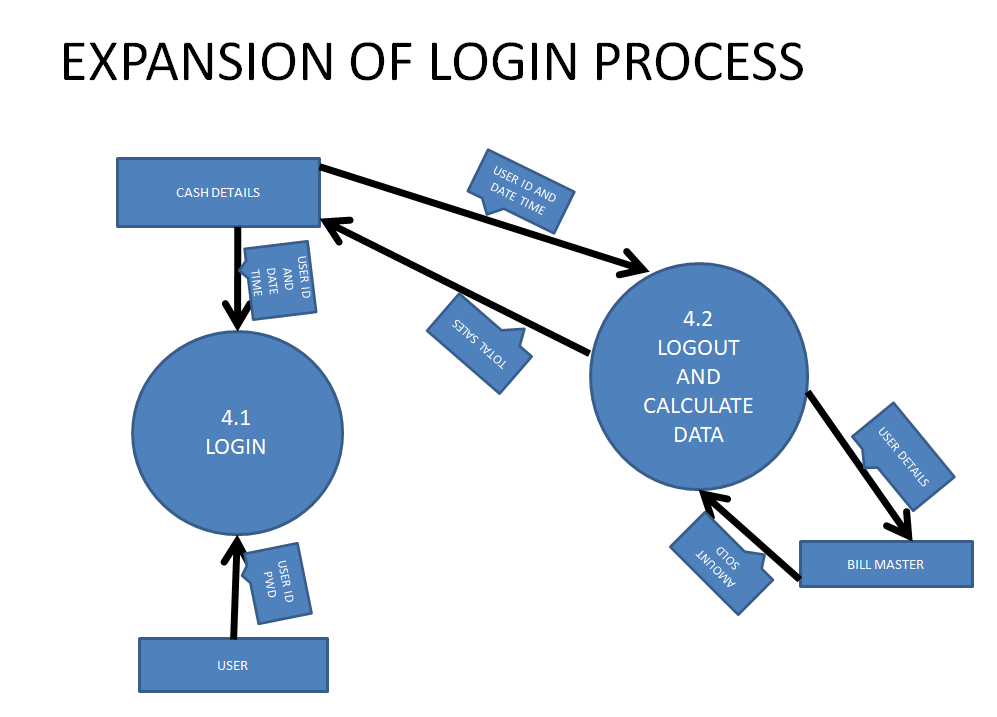 EXPANSION OF LOGIN PROCESS
CASH DETAILS
USER ID AND
DATE TIME
USER ID
AND
DATE
TIME
TOTAL SALES
4.2
LOGOUT
AND
CALCULATE
DATA
4.1
LOGIN
USER DETAILS
AMOUNT
SOLD
BILL MASTER
USER ID
PWD
USER